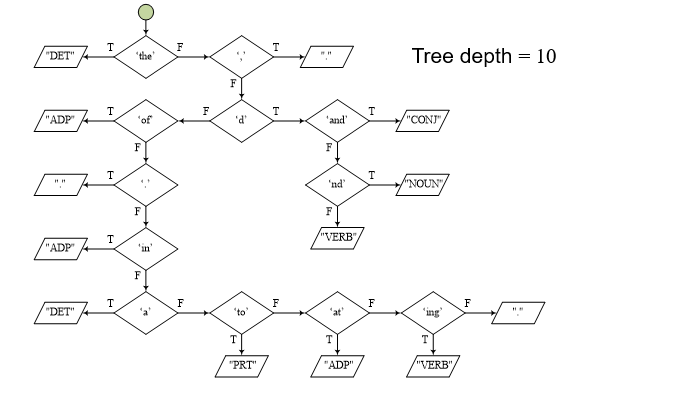 Tree depth = 10
T F T
"DET" 'the' ',' "."
F
T F T T
"ADP" 'of' 'd' 'and' "CONJ"
F F
T T
"." '.' 'nd' "NOUN"
F F
T
"ADP" 'in' "VERB"
F
T F F F F
"DET" 'a' 'to' 'at' 'ing' "."
T T T
"PRT" "ADP" "VERB"